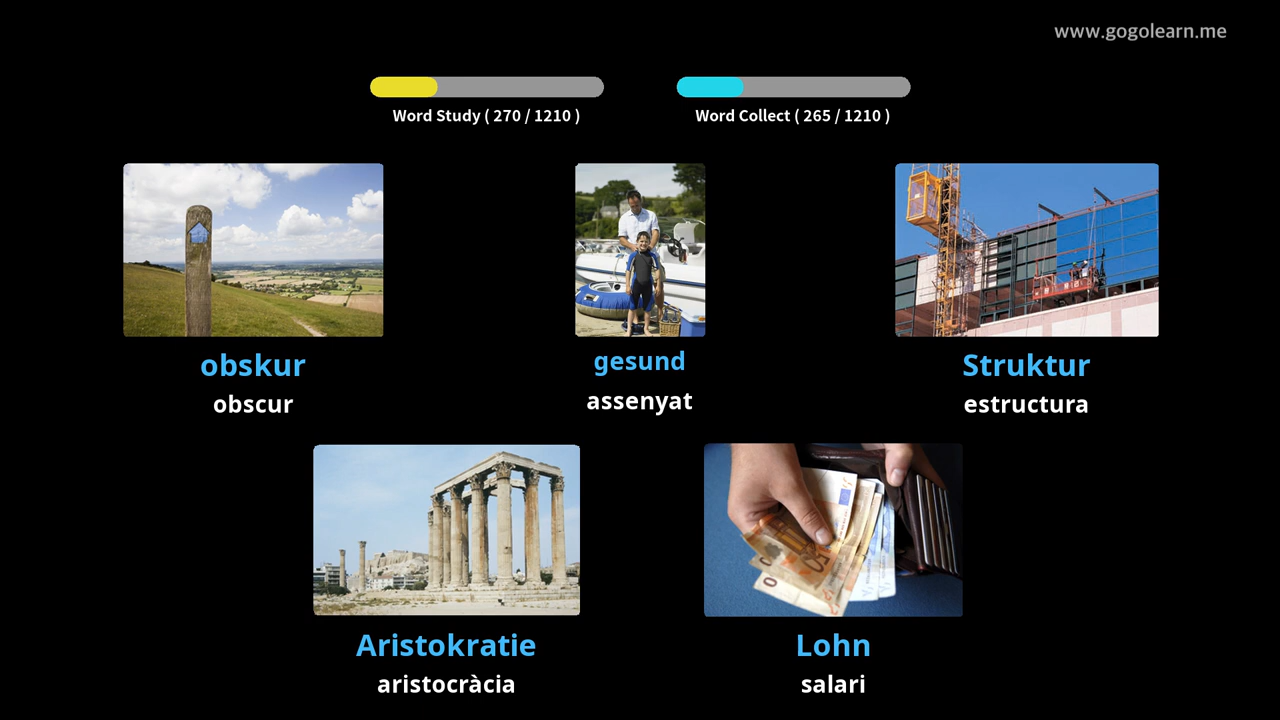 www.gogolearn.me
Word Study ( 270 / 1210 )
Word Collect ( 265 / 1210 )
obskur
obscur
gesund
assenyat
Struktur
estructura
Aristokratie
aristocràcia
Lohn
salari